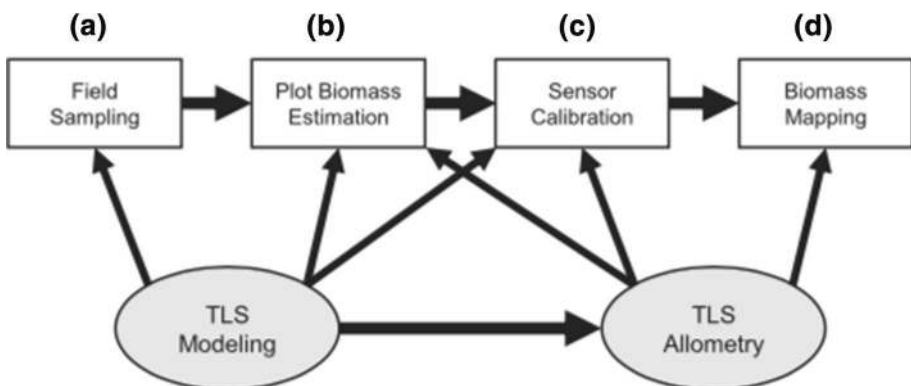 (a) (b) (c) (d)
Field
Sampling
Plot Biomass
Estimation
Sensor
Calibration
Biomass
Mapping
TLS
Modeling
TLS
Allometry